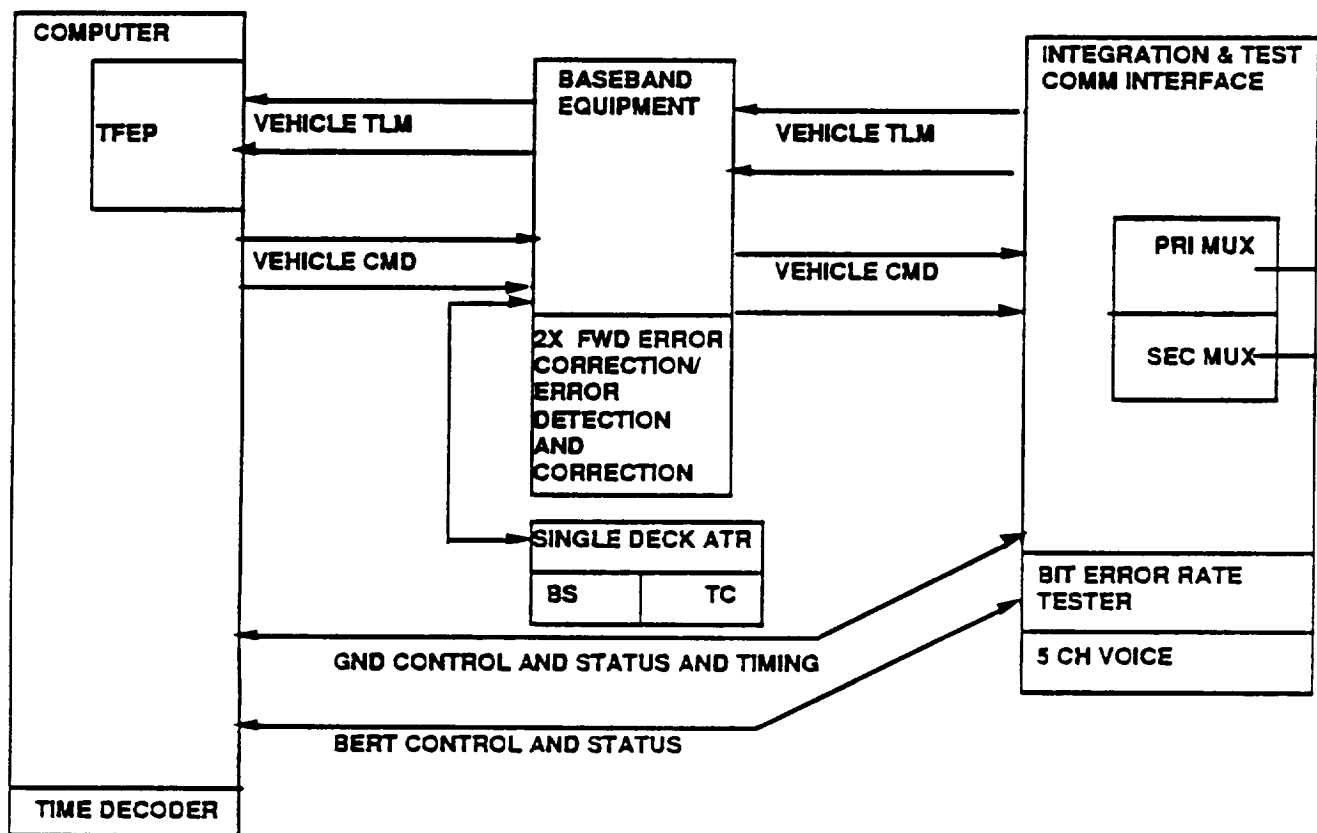 COMPUTER
TFEP
VEHICLE TLM
VEHICLE CMD
BASEBAND
EQUIPMENT
2X FWD ERROR
CORRECTION/
ERROR
DETECTION
AND
CORRECTION
SINGLE DECK ATR
BS
TC
VEHICLE TLM
VEHICLE CMD
INTEGRATION & TEST
COMM INTERFACE
PRI MUX
SEC MUX
BIT ERROR RATE
TESTER
5 CH VOICE
GND CONTROL AND STATUS AND TIMING
BERT CONTROL AND STATUS
TIME DECODER